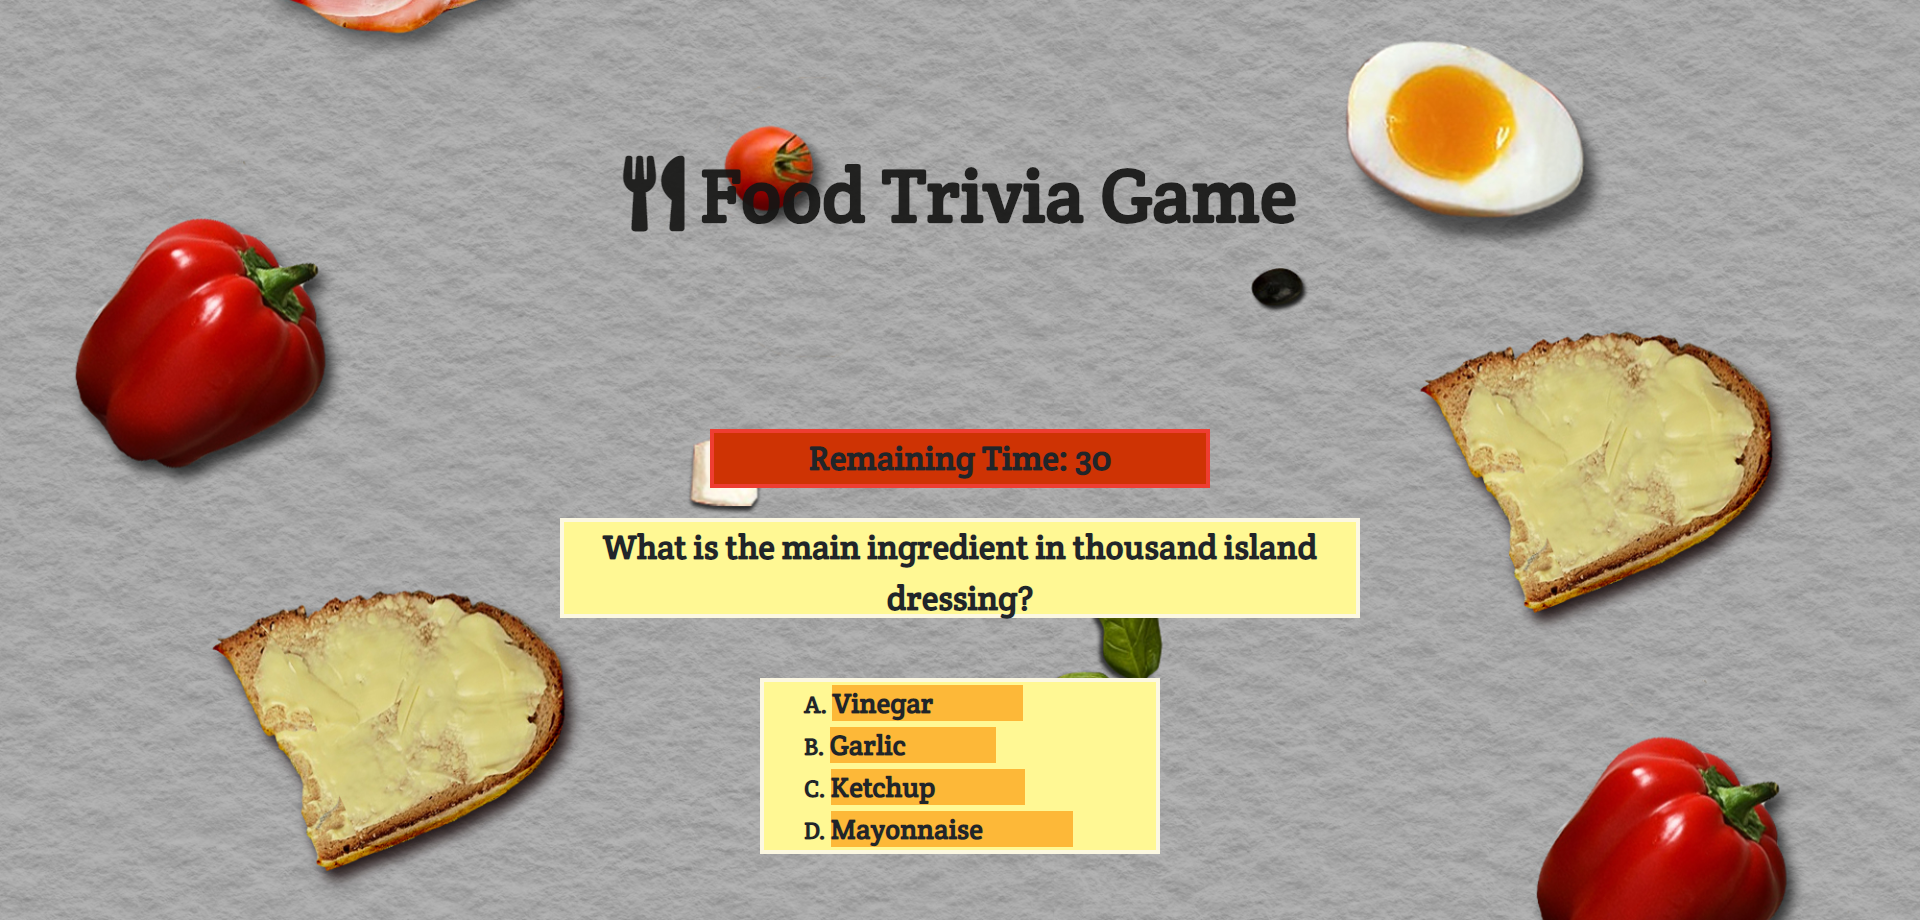 Food Trivia Game
Remaining Time: 30
What is the main ingredient in thousand island
dressing?
A. Vinegar
B. Garlic
C. Ketchup
D. Mayonnaise